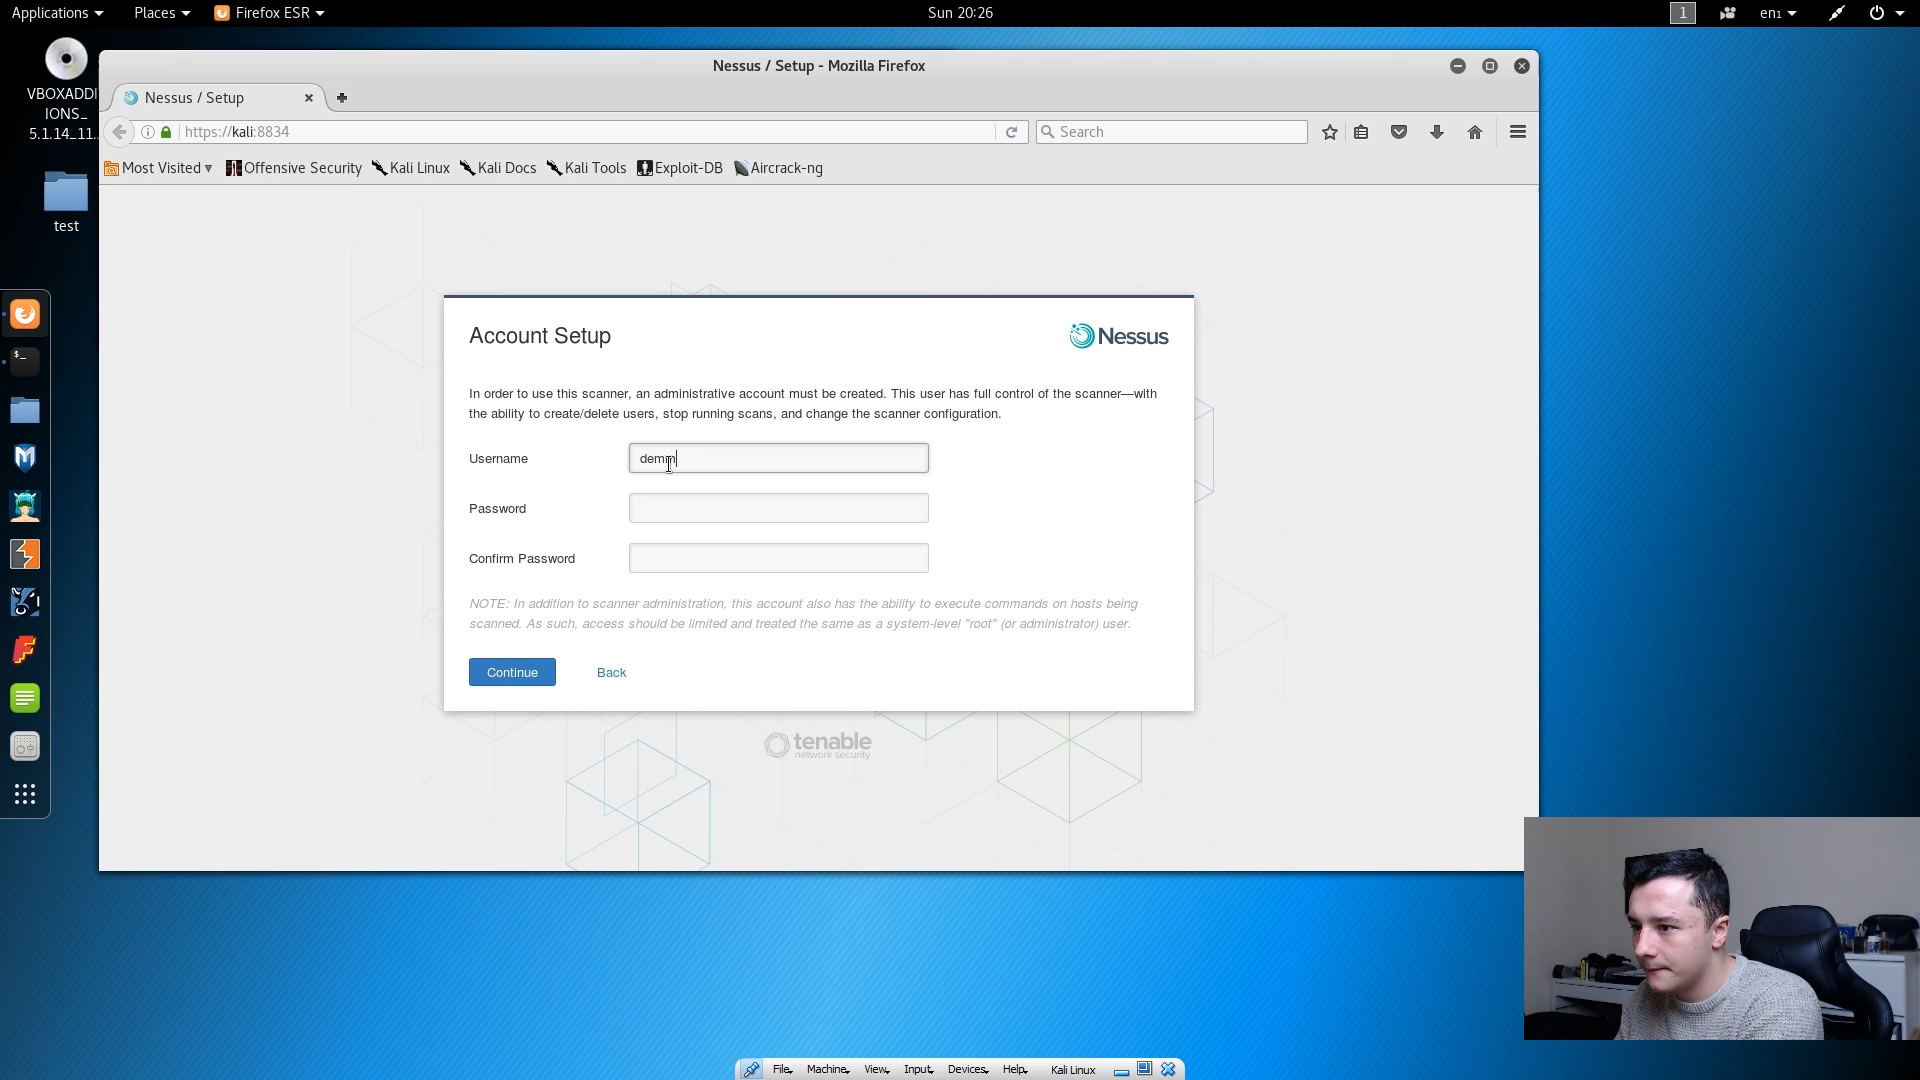 Applications Places Firefox ESR Sun 20:26 1 en1
VBOXADDI
IONS_
5.1.14_11...
test
Nessus / Setup - Mozilla Firefox
Nessus / Setup
https://kali:8834 Search
Most Visited Offensive Security Kali Linux Kali Docs Kali Tools Exploit-DB Aircrack-ng
Account Setup Nessus
In order to use this scanner, an administrative account must be created. This user has full control of the scanner—with
the ability to create/delete users, stop running scans, and change the scanner configuration.
Username demm
Password
Confirm Password
NOTE: In addition to scanner administration, this account also has the ability to execute commands on hosts being
scanned. As such, access should be limited and treated the same as a system-level "root" (or administrator) user.
Continue Back
tenable
network security
File Machine View Input Devices Help Kali Linux